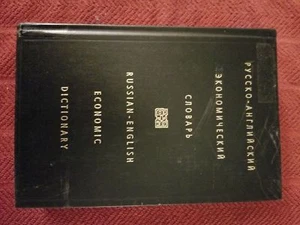 РУССКО-АНГЛИЙСКИЙ
ЭКОНОМИЧЕСКИЙ
СЛОВАРЬ
RUSSIAN-ENGLISH
ECONOMIC
DICTIONARY